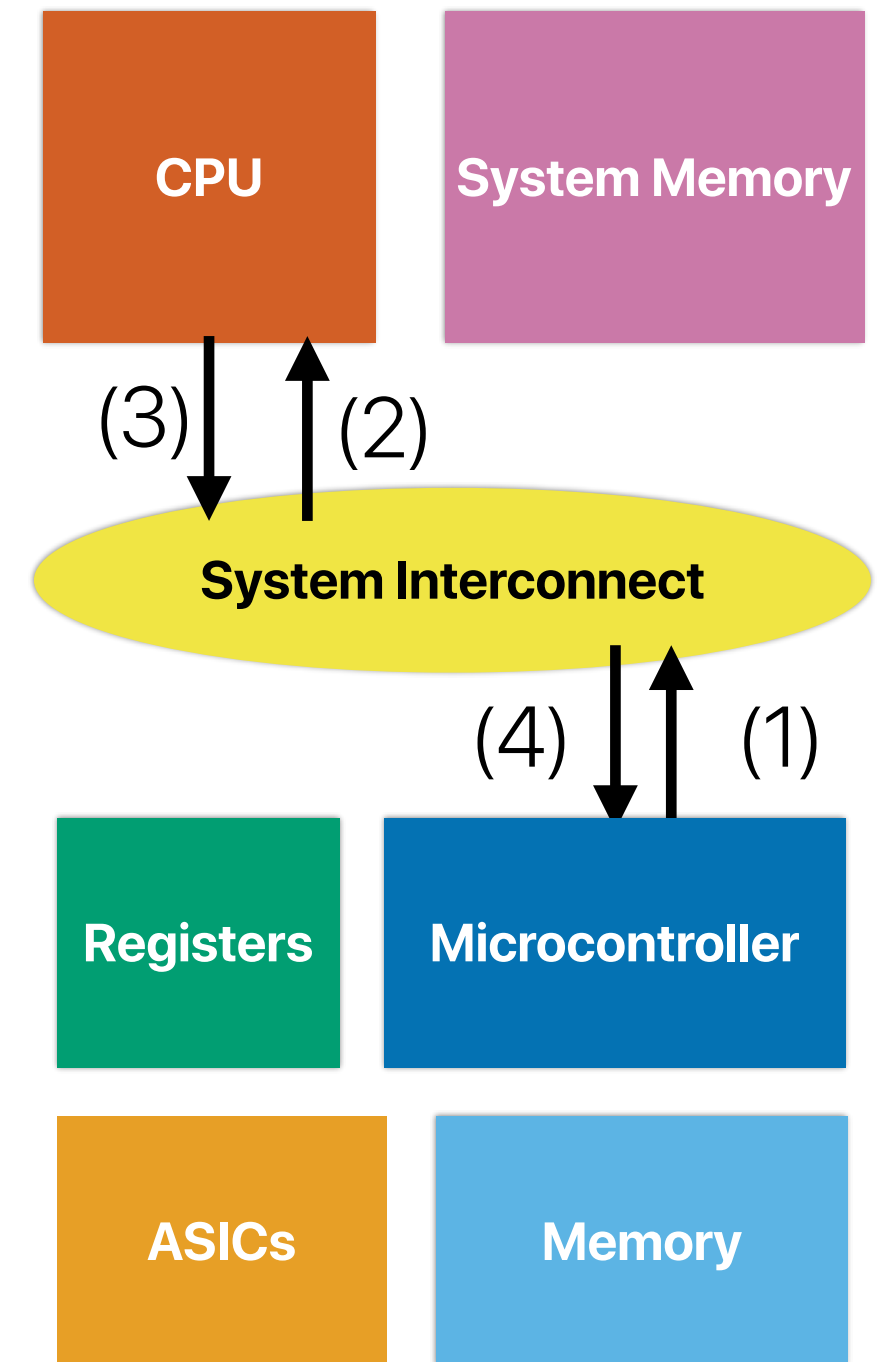 CPU
System Memory
(3)
(2)
System Interconnect
(4)
(1)
Registers
Microcontroller
ASICs
Memory